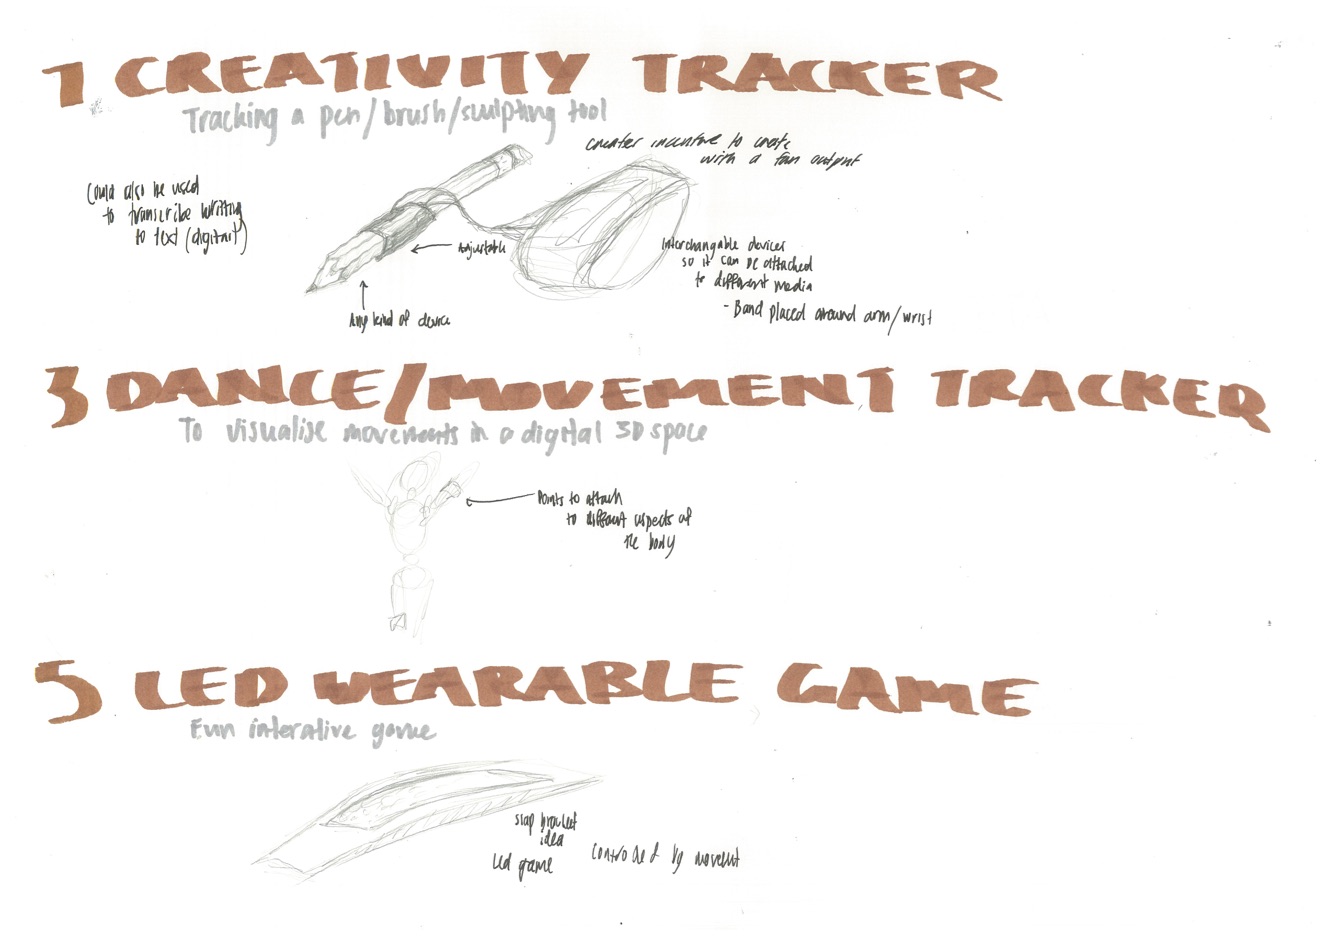 1 CREATIVITY TRACKER
Tracking a pen/brush/sculpting tool
creates incentive to create
with a fun output
Could also be used
to transcribe writing
to text (digital)
Adjustable
Interchangable devices
so it can be attached
to different media
- Band placed around arm/wrist
Any kind of device
3 DANCE/MOVEMENT TRACKER
To visualise movements in a digital 3D space
Points to attach
to different aspects of
the body
5 LED WEARABLE GAME
Fun interative game
slap bracket
idea
Led game
controlled by movemt